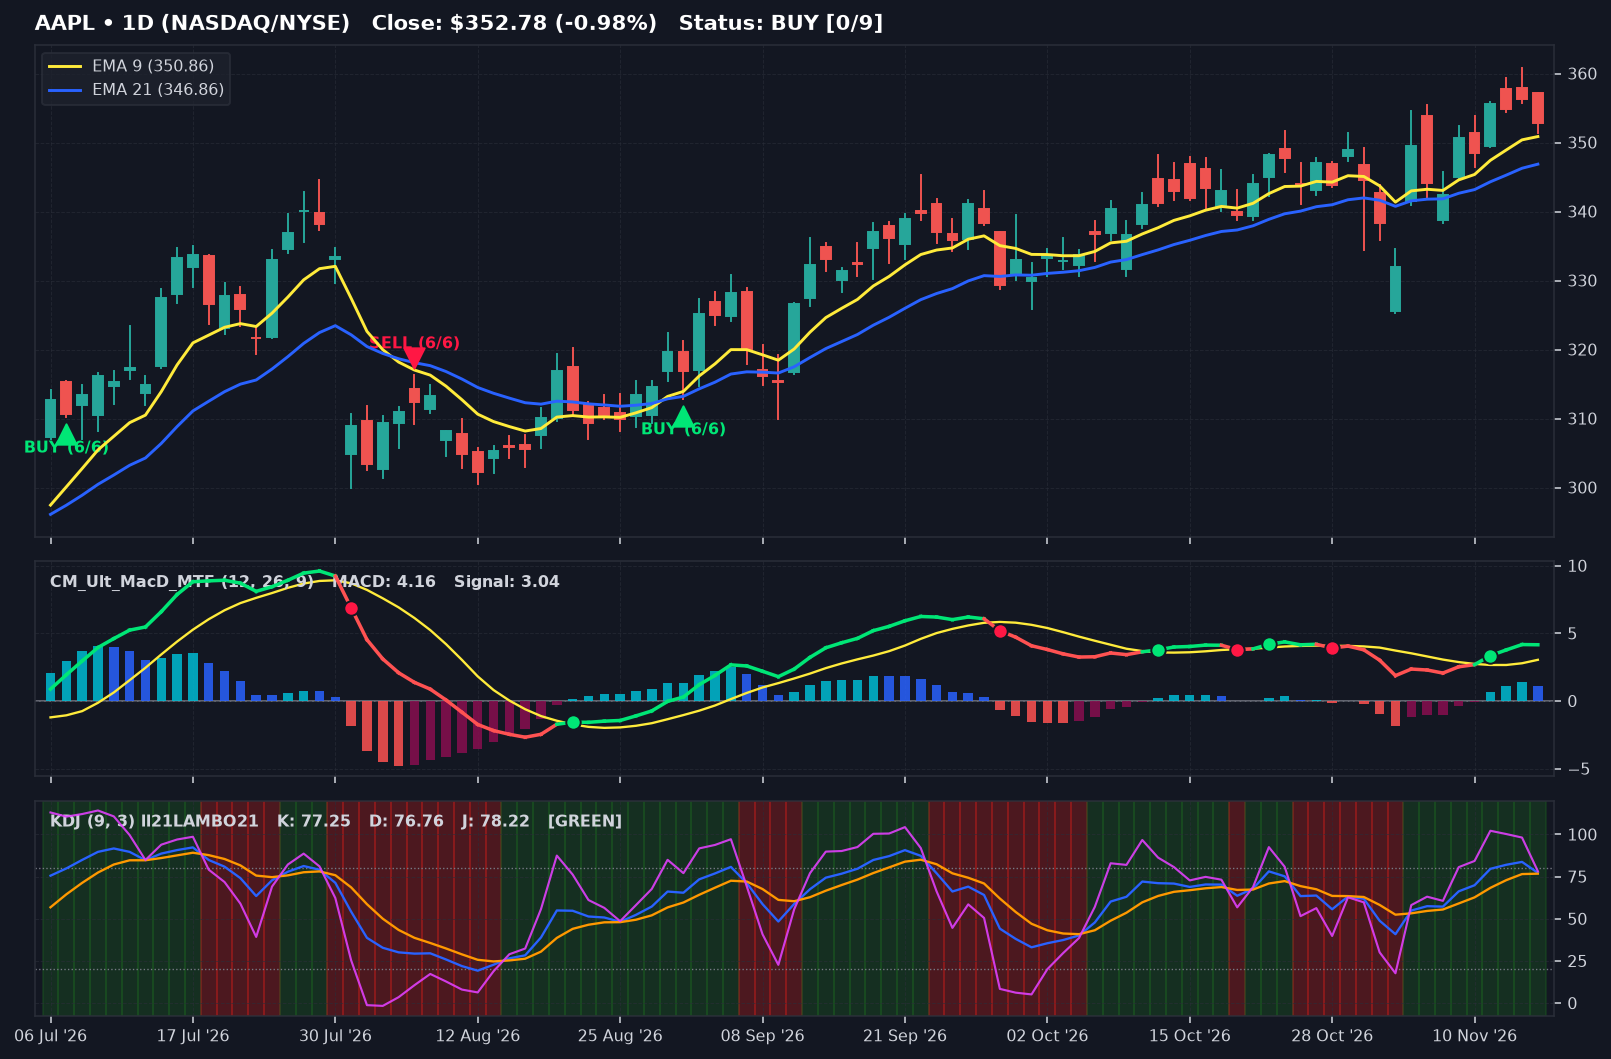 AAPL • 1D (NASDAQ/NYSE)   Close: $352.78 (-0.98%)   Status: BUY [0/9]
EMA 9 (350.86)
EMA 21 (346.86)
360
350
340
330
320
310
300
SELL (6/6)
BUY (6/6)
BUY (6/6)
CM_Ult_MacD_MTF (12, 26, 9)   MACD: 4.16   Signal: 3.04
10
5
0
−5
KDJ (9, 3) II21LAMBO21   K: 77.25   D: 76.76   J: 78.22   [GREEN]
100
75
50
25
0
06 Jul '26
17 Jul '26
30 Jul '26
12 Aug '26
25 Aug '26
08 Sep '26
21 Sep '26
02 Oct '26
15 Oct '26
28 Oct '26
10 Nov '26